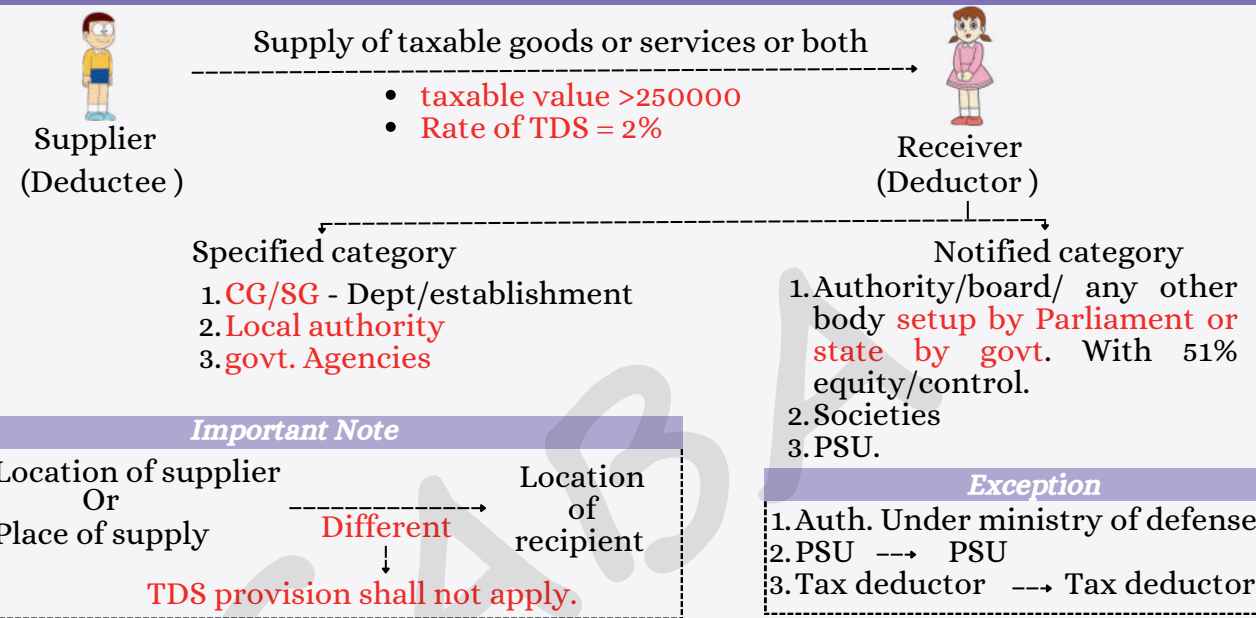 Supply of taxable goods or services or both
• taxable value >250000
• Rate of TDS = 2%
Supplier
(Deductee )
Receiver
(Deductor )
Specified category
1. CG/SG - Dept/establishment
2. Local authority
3. govt. Agencies
Notified category
1. Authority/board/ any other
body setup by Parliament or
state by govt. With 51%
equity/control.
2. Societies
3. PSU.
Important Note
Location of supplier
Or
Place of supply
Different
Location
of
recipient
TDS provision shall not apply.
Exception
1. Auth. Under ministry of defense
2. PSU ---→ PSU
3. Tax deductor ---→ Tax deductor
CABA